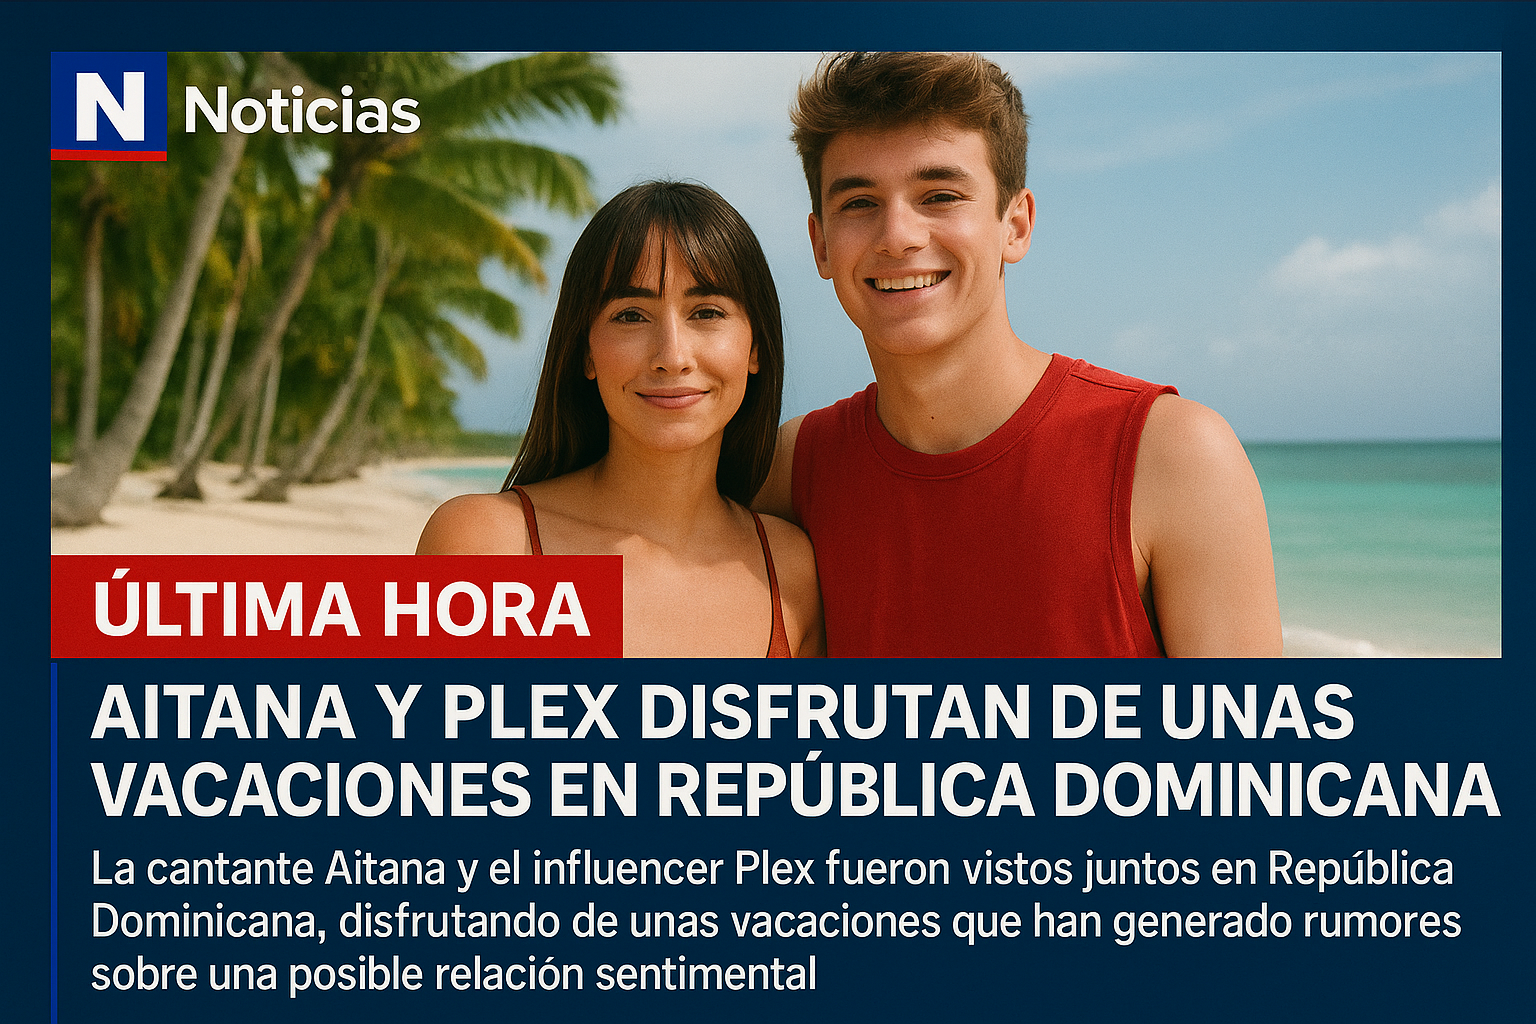 N Noticias
ÚLTIMA HORA
AITANA Y PLEX DISFRUTAN DE UNAS
VACACIONES EN REPÚBLICA DOMINICANA
La cantante Aitana y el influencer Plex fueron vistos juntos en República
Dominicana, disfrutando de unas vacaciones que han generado rumores
sobre una posible relación sentimental